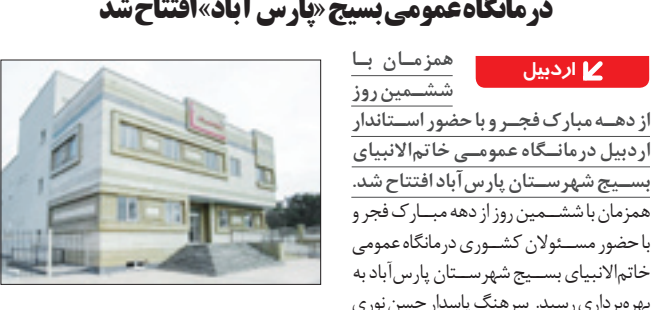 درمانگاه عمومی بسیج «پارس آباد» افتتاح شد
اردبیل
همزمان با
ششمین روز
از دهه مبارک فجر و با حضور استاندار
اردبیل درمانگاه عمومی خاتم‌الانبیای
بسیج شهرستان پارس‌آباد افتتاح شد.
همزمان با ششمین روز از دهه مبارک فجر و
با حضور مسئولان کشوری درمانگاه عمومی
خاتم‌الانبیای بسیج شهرستان پارس‌آباد به
بهره‌برداری رسید. سرهنگ پاسدار حسن نوری